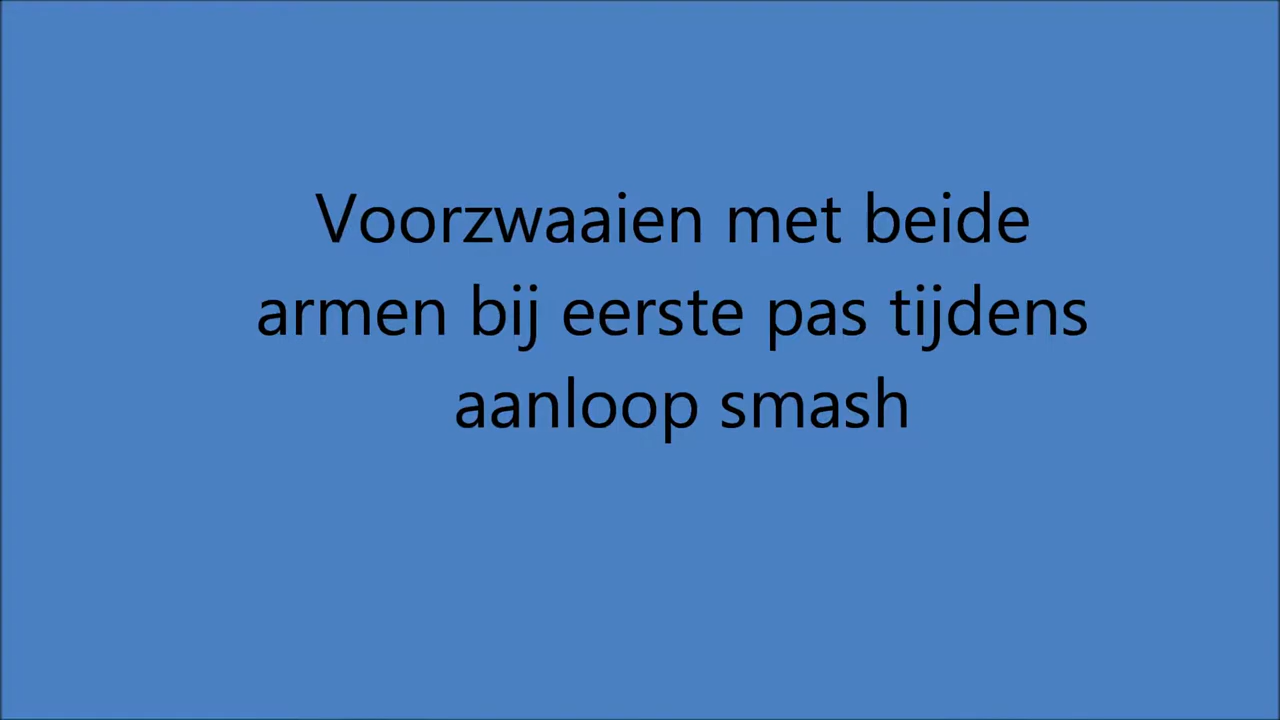 Voorzwaaien met beide
armen bij eerste pas tijdens
aanloop smash